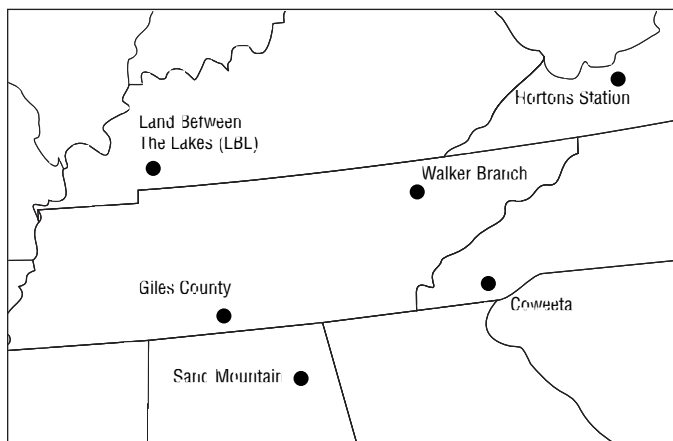 Hortons Station
Land Between
The Lakes (LBL)
Walker Branch
Giles County
Coweeta
Sand Mountain